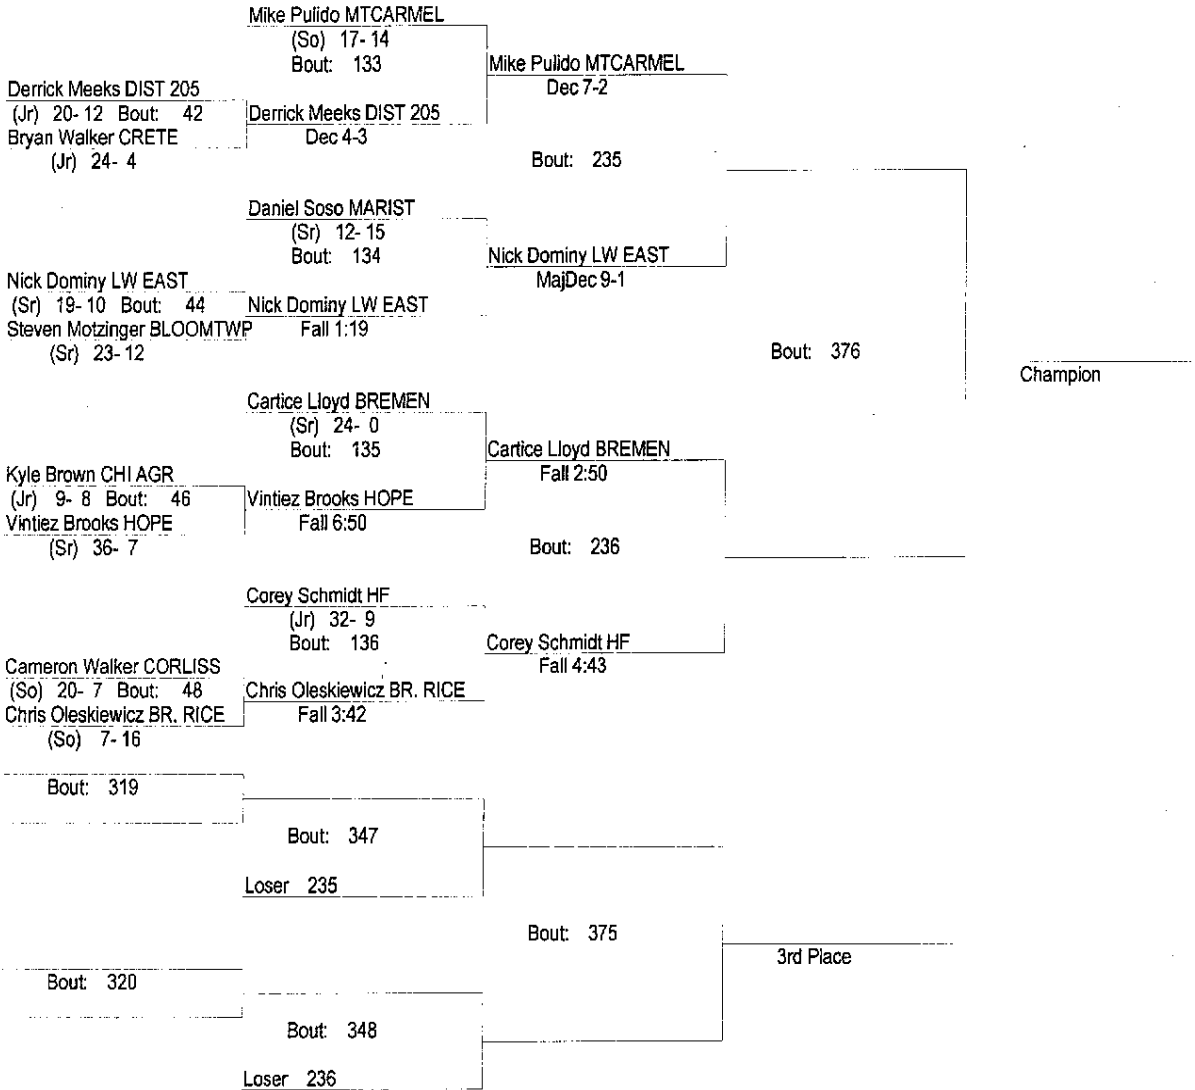 Mike Pulido MTCARMEL
(So) 17- 14
Bout: 133
Mike Pulido MTCARMEL
Dec 7-2
Derrick Meeks DIST 205
(Jr) 20- 12 Bout: 42
Derrick Meeks DIST 205
Bryan Walker CRETE
Dec 4-3
(Jr) 24- 4
Bout: 235
Daniel Soso MARIST
(Sr) 12- 15
Bout: 134
Nick Dominy LW EAST
MajDec 9-1
Nick Dominy LW EAST
(Sr) 19- 10 Bout: 44
Nick Dominy LW EAST
Steven Motzinger BLOOMTWP
Fall 1:19
(Sr) 23- 12
Bout: 376
Champion
Cartice Lloyd BREMEN
(Sr) 24- 0
Bout: 135
Cartice Lloyd BREMEN
Fall 2:50
Kyle Brown CHI AGR
(Jr) 9- 8 Bout: 46
Vintiez Brooks HOPE
Vintiez Brooks HOPE
Fall 6:50
(Sr) 36- 7
Bout: 236
Corey Schmidt HF
(Jr) 32- 9
Bout: 136
Corey Schmidt HF
Fall 4:43
Cameron Walker CORLISS
(So) 20- 7 Bout: 48
Chris Oleskiewicz BR. RICE
Chris Oleskiewicz BR. RICE
Fall 3:42
(So) 7- 16
Bout: 319
Bout: 347
Loser 235
Bout: 375
3rd Place
Bout: 320
Bout: 348
Loser 236